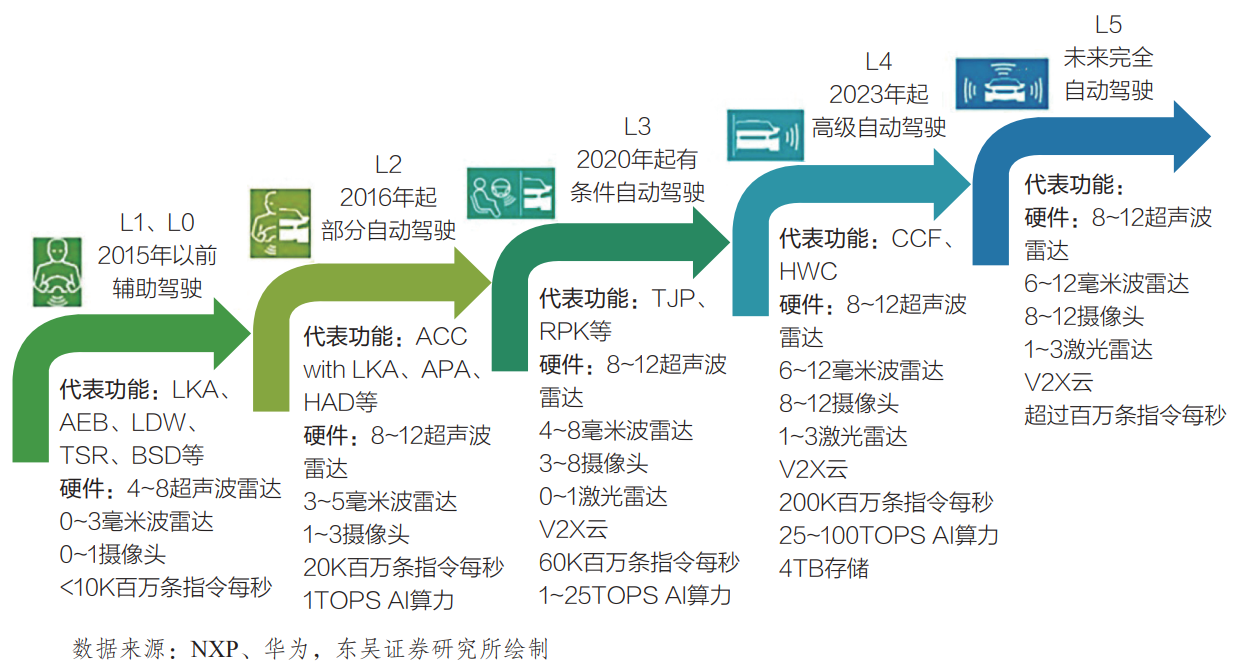 L1、L0
2015年以前
辅助驾驶
代表功能：LKA、
AEB、LDW、
TSR、BSD等
硬件：4~8超声波雷达
0~3毫米波雷达
0~1摄像头
<10K百万条指令每秒
L2
2016年起
部分自动驾驶
代表功能：ACC
with LKA、APA、
HAD等
硬件：8~12超声波
雷达
3~5毫米波雷达
1~3摄像头
20K百万条指令每秒
1TOPS AI算力
L3
2020年起有
条件自动驾驶
代表功能：TJP、
RPK等
硬件：8~12超声波
雷达
4~8毫米波雷达
3~8摄像头
0~1激光雷达
V2X云
60K百万条指令每秒
1~25TOPS AI算力
L4
2023年起
高级自动驾驶
代表功能：CCF、
HWC
硬件：8~12超声波
雷达
6~12毫米波雷达
8~12摄像头
1~3激光雷达
V2X云
200K百万条指令每秒
25~100TOPS AI算力
4TB存储
L5
未来完全
自动驾驶
代表功能：
硬件：8~12超声波
雷达
6~12毫米波雷达
8~12摄像头
1~3激光雷达
V2X云
超过百万条指令每秒
数据来源：NXP、华为，东吴证券研究所绘制